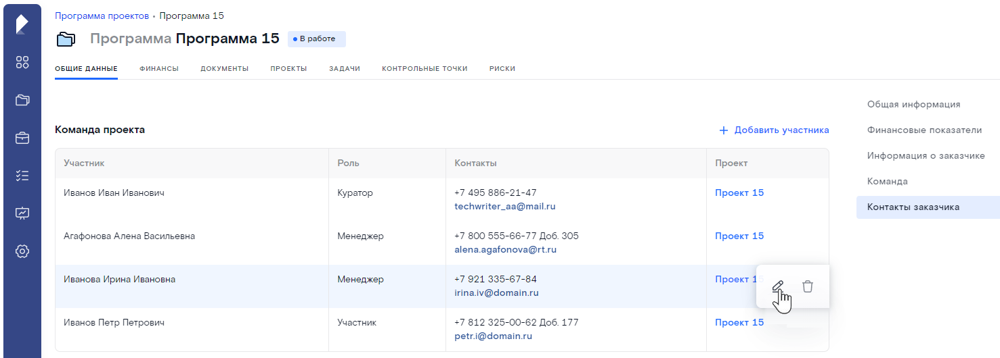 Программа проектов • Программа 15
Программа Программа 15
В работе
ОБЩИЕ ДАННЫЕ ФИНАНСЫ ДОКУМЕНТЫ ПРОЕКТЫ ЗАДАЧИ КОНТРОЛЬНЫЕ ТОЧКИ РИСКИ
Команда проекта
+ Добавить участника
Участник Роль Контакты Проект
Иванов Иван Иванович Куратор +7 495 886-21-47 Проект 15
techwriter_aa@mail.ru
Агафонова Алена Васильевна Менеджер +7 800 555-66-77 Доб. 305 Проект 15
alena.agafonova@rt.ru
Иванова Ирина Ивановна Менеджер +7 921 335-67-84 Проект 15
irina.iv@domain.ru
Иванов Петр Петрович Участник +7 812 325-00-62 Доб. 177 Проект 15
petr.i@domain.ru
Общая информация
Финансовые показатели
Информация о заказчике
Команда
Контакты заказчика